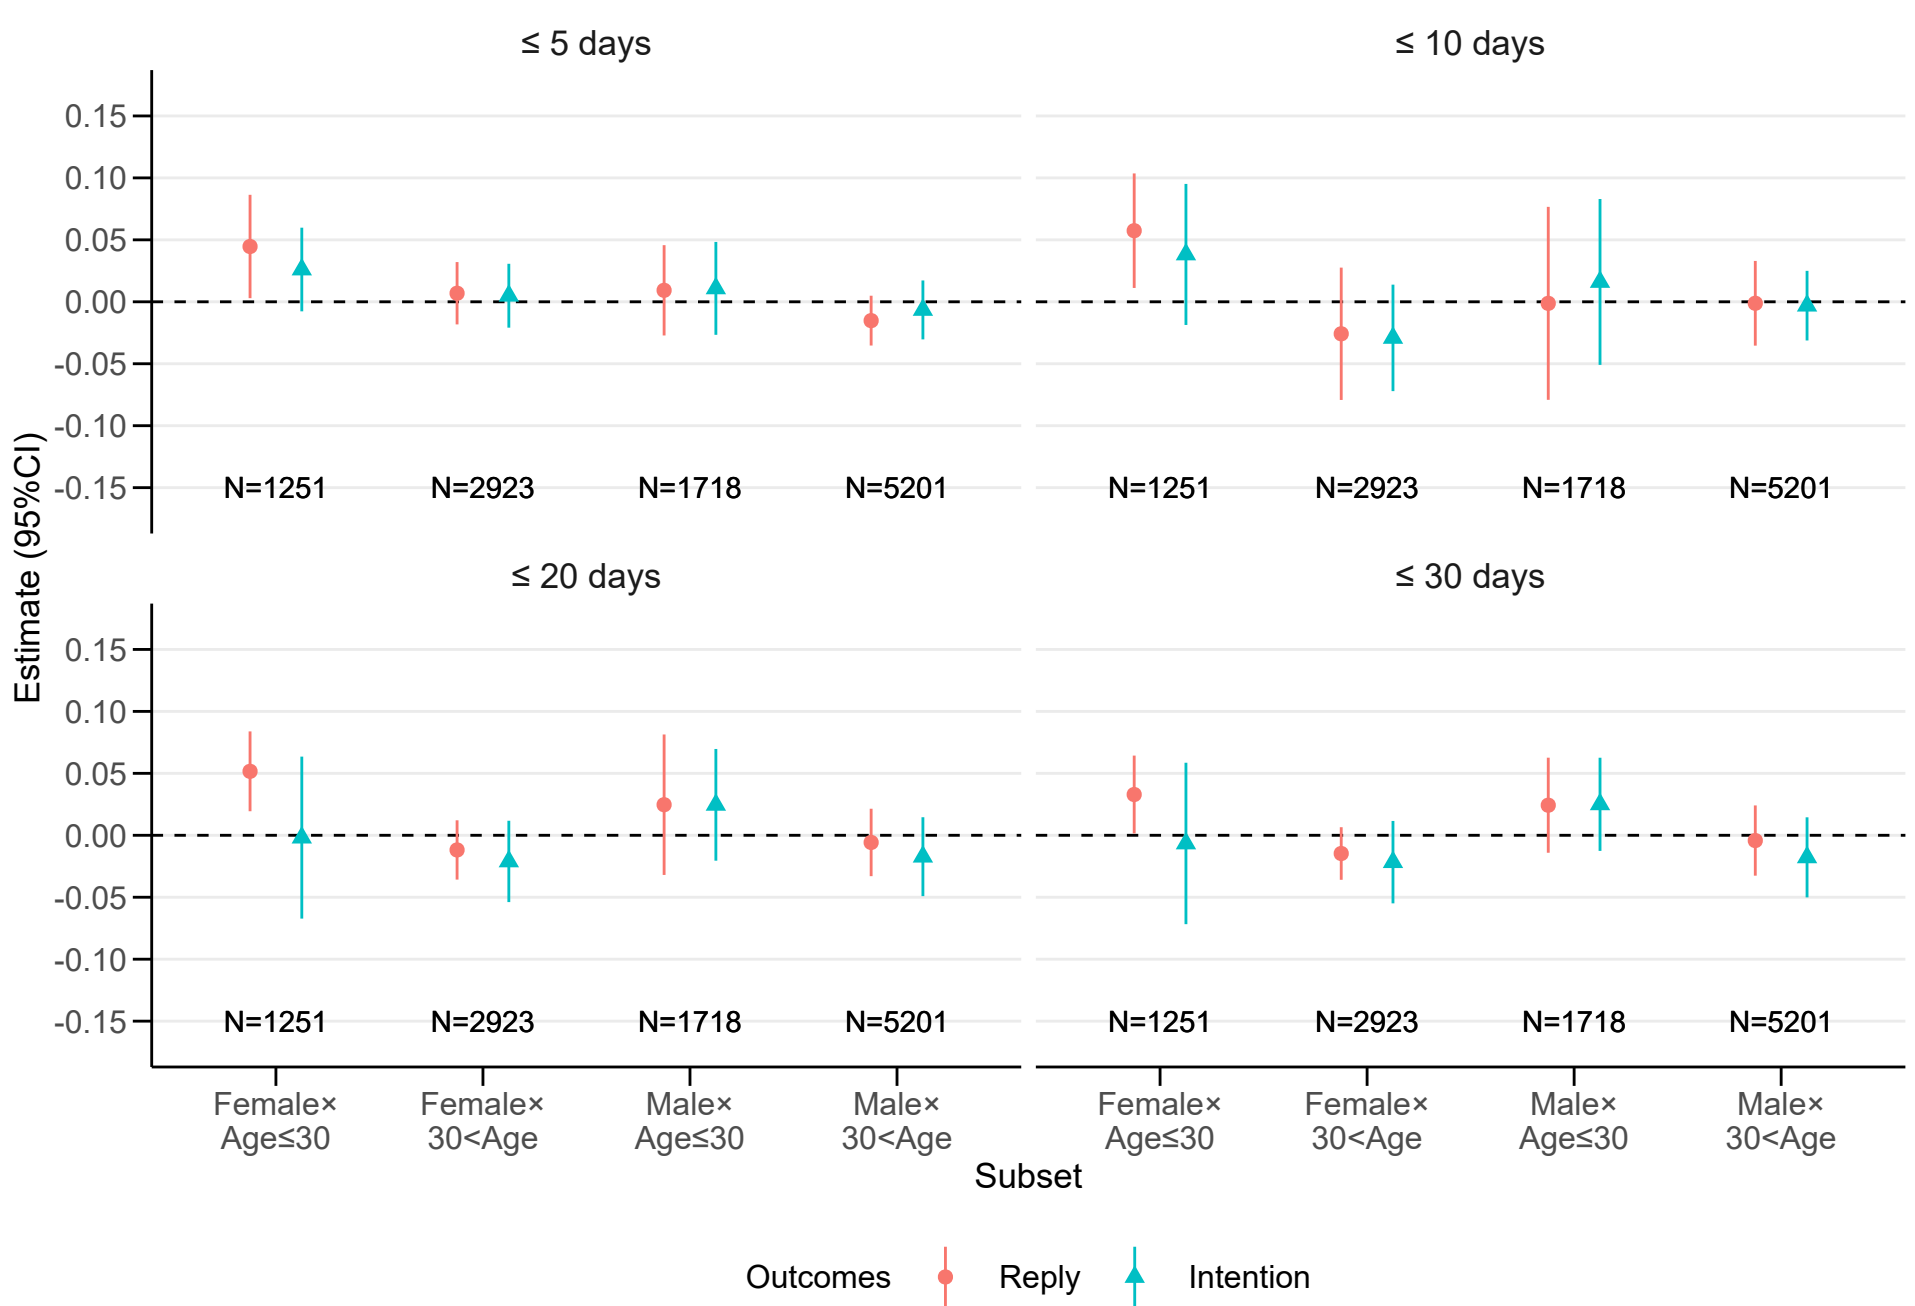 ≤ 5 days
≤ 10 days
0.15
0.10
0.05
0.00
-0.05
-0.10
-0.15
N=1251
N=2923
N=1718
N=5201
N=1251
N=2923
N=1718
N=5201
Estimate (95%CI)
≤ 20 days
≤ 30 days
0.15
0.10
0.05
0.00
-0.05
-0.10
-0.15
N=1251
N=2923
N=1718
N=5201
N=1251
N=2923
N=1718
N=5201
Female×
Age≤30
Female×
30<Age
Male×
Age≤30
Male×
30<Age
Female×
Age≤30
Female×
30<Age
Male×
Age≤30
Male×
30<Age
Subset
Outcomes
Reply
Intention